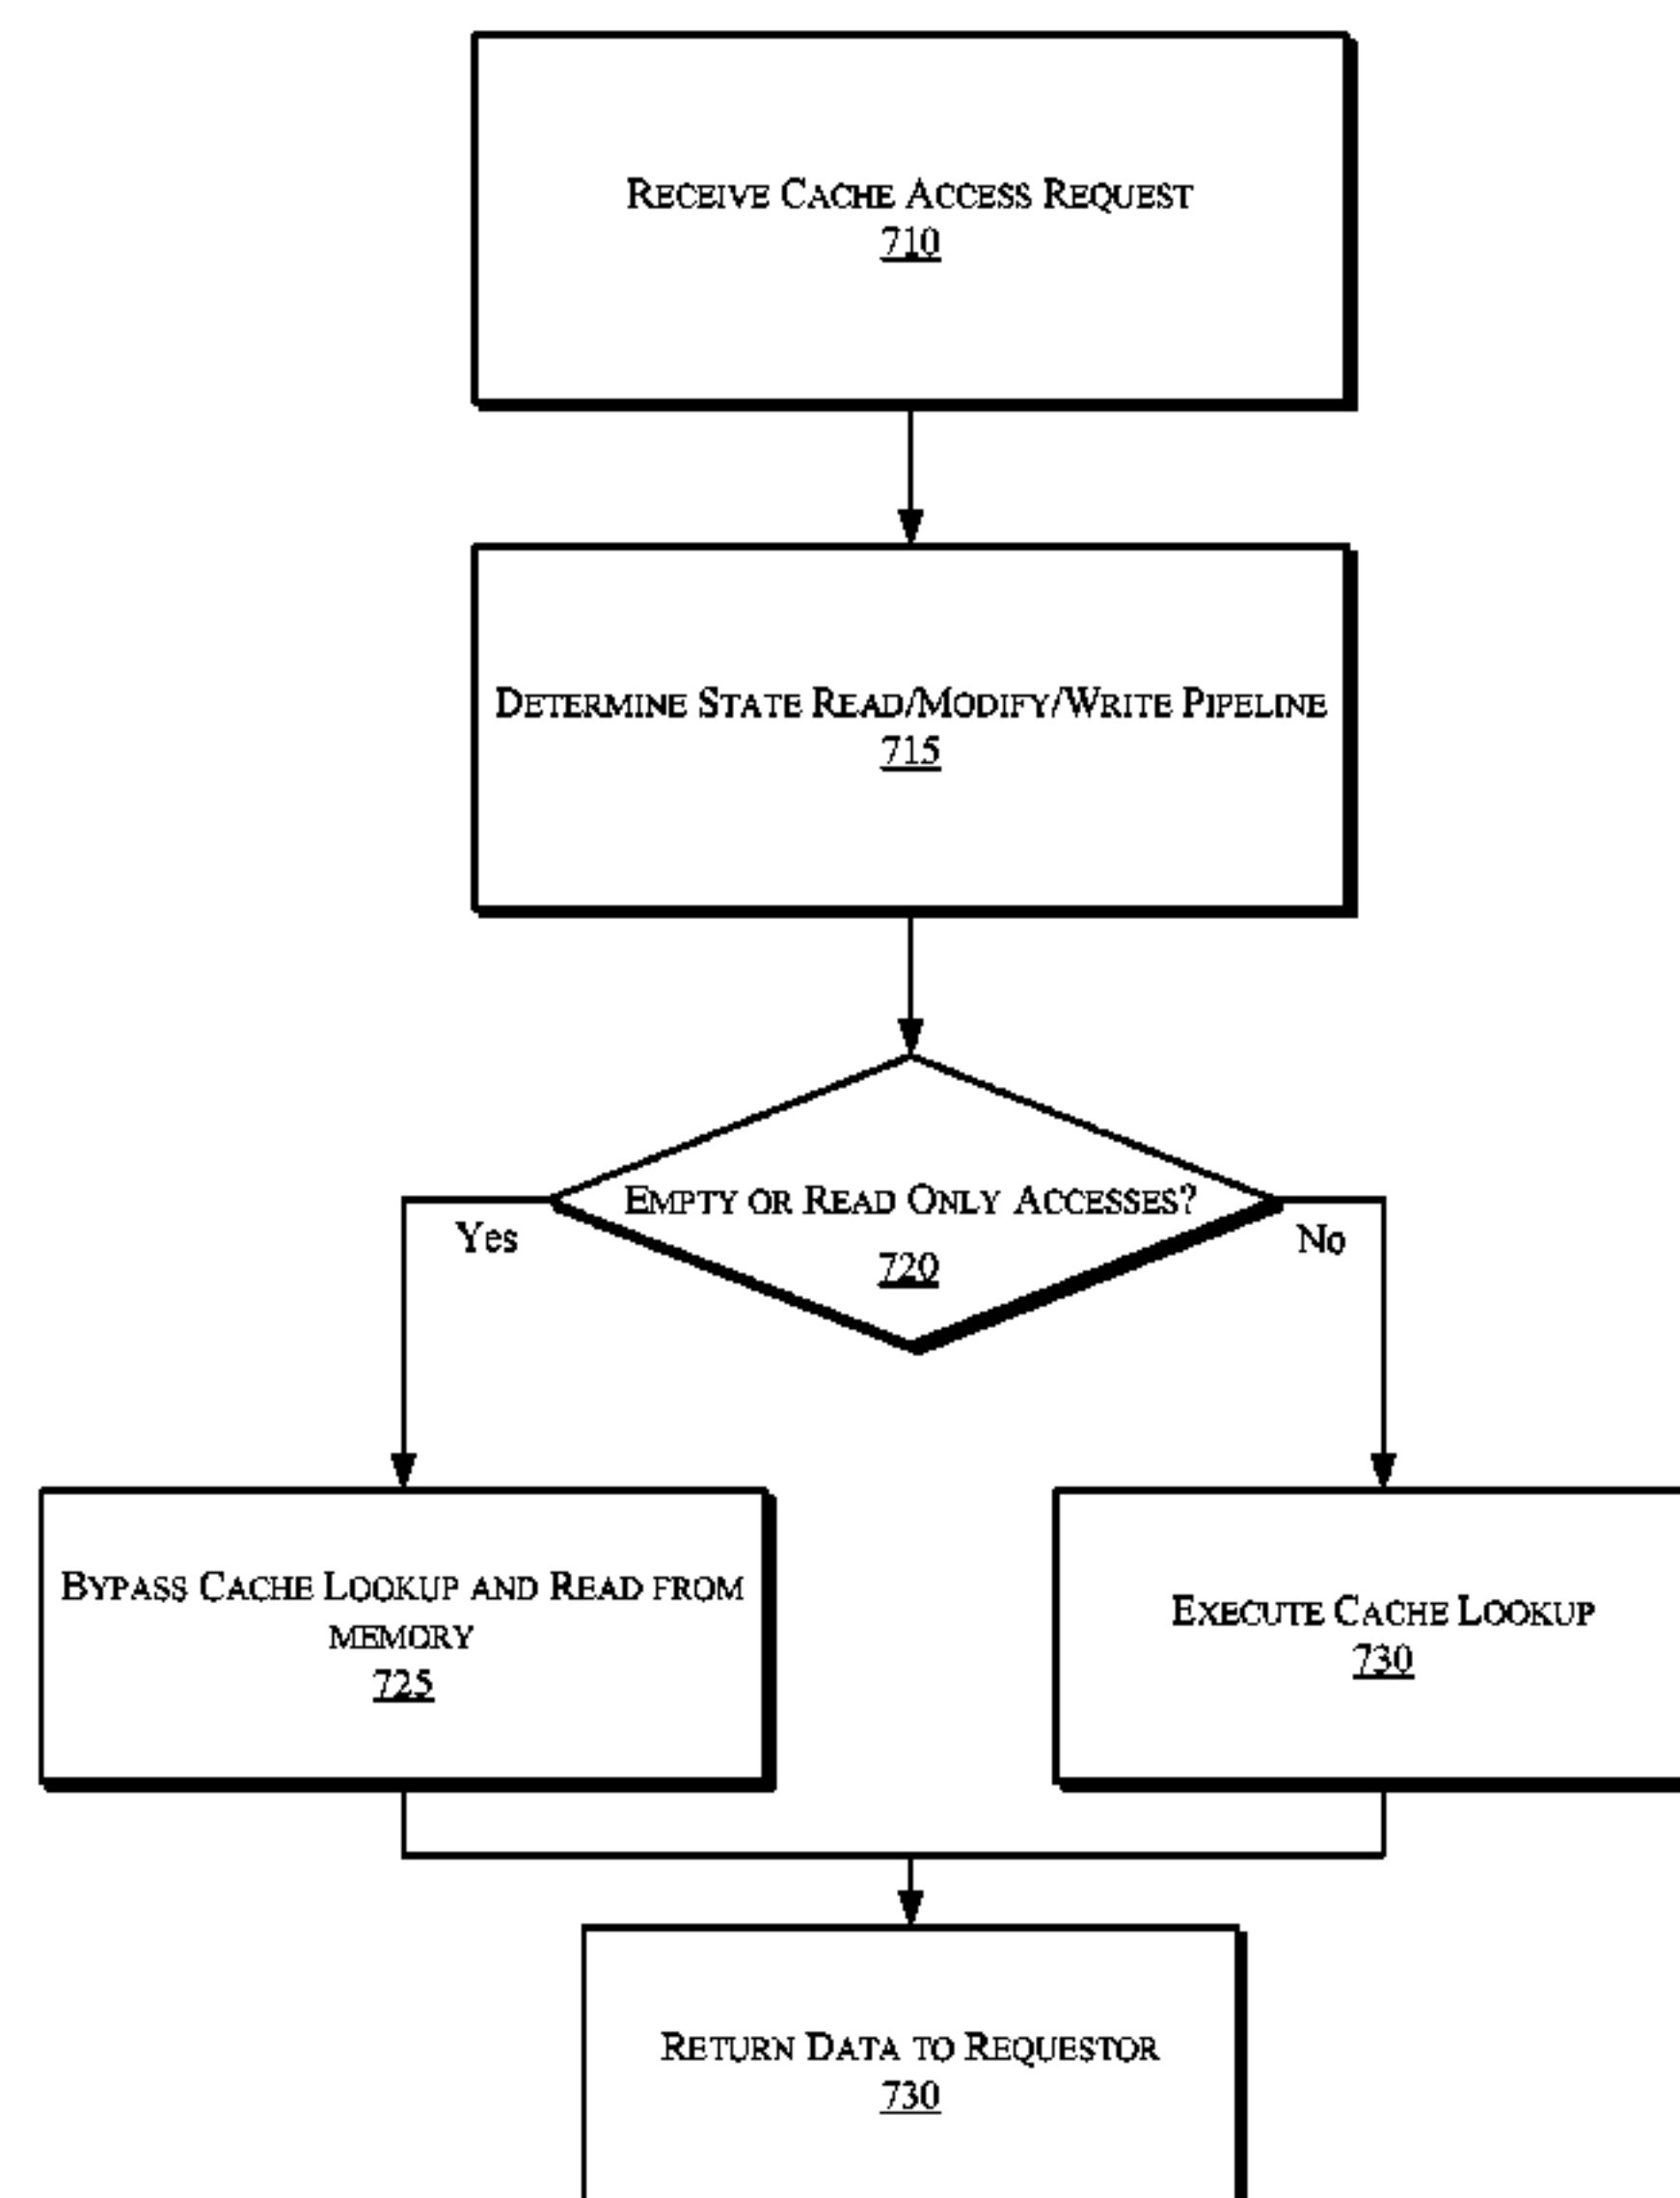 RECEIVE CACHE ACCESS REQUEST
710
DETERMINE STATE READ/MODIFY/WRITE PIPELINE
715
EMPTY OR READ ONLY ACCESSES?
720
Yes
No
BYPASS CACHE LOOKUP AND READ FROM
MEMORY
725
EXECUTE CACHE LOOKUP
730
RETURN DATA TO REQUESTOR
730